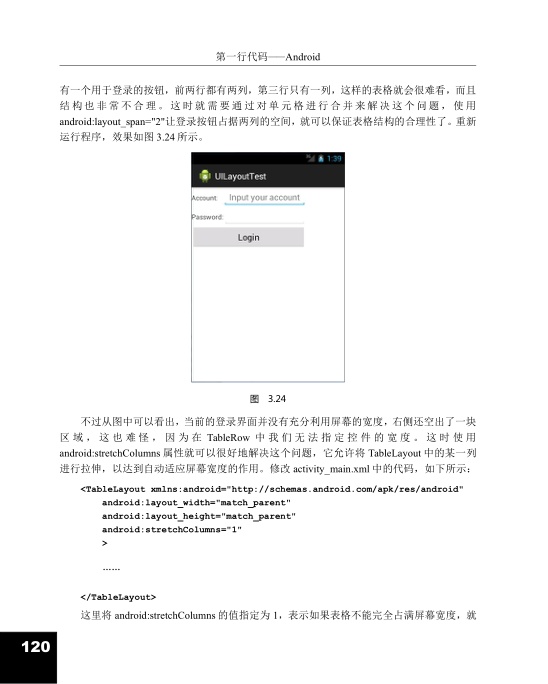 第一行代码——Android
有一个用于登录的按钮，前两行都有两列，第三行只有一列，这样的表格就会很难看，而且
结构也非常不合理。这时就需要通过对单元格进行合并来解决这个问题，使用
android:layout_span="2"让登录按钮占据两列的空间，就可以保证表格结构的合理性了。重新
运行程序，效果如图 3.24 所示。
1:39
UILayoutTest
Account:
Input your account
Password:
Login
图 3.24
不过从图中可以看出，当前的登录界面并没有充分利用屏幕的宽度，右侧还空出了一块
区域，这也难怪，因为在 TableRow 中我们无法指定控件的宽度。这时使用
android:stretchColumns 属性就可以很好地解决这个问题，它允许将 TableLayout 中的某一列
进行拉伸，以达到自动适应屏幕宽度的作用。修改 activity_main.xml 中的代码，如下所示：
<TableLayout xmlns:android="http://schemas.android.com/apk/res/android"
android:layout_width="match_parent"
android:layout_height="match_parent"
android:stretchColumns="1"
>
……
</TableLayout>
这里将 android:stretchColumns 的值指定为 1，表示如果表格不能完全占满屏幕宽度，就
120